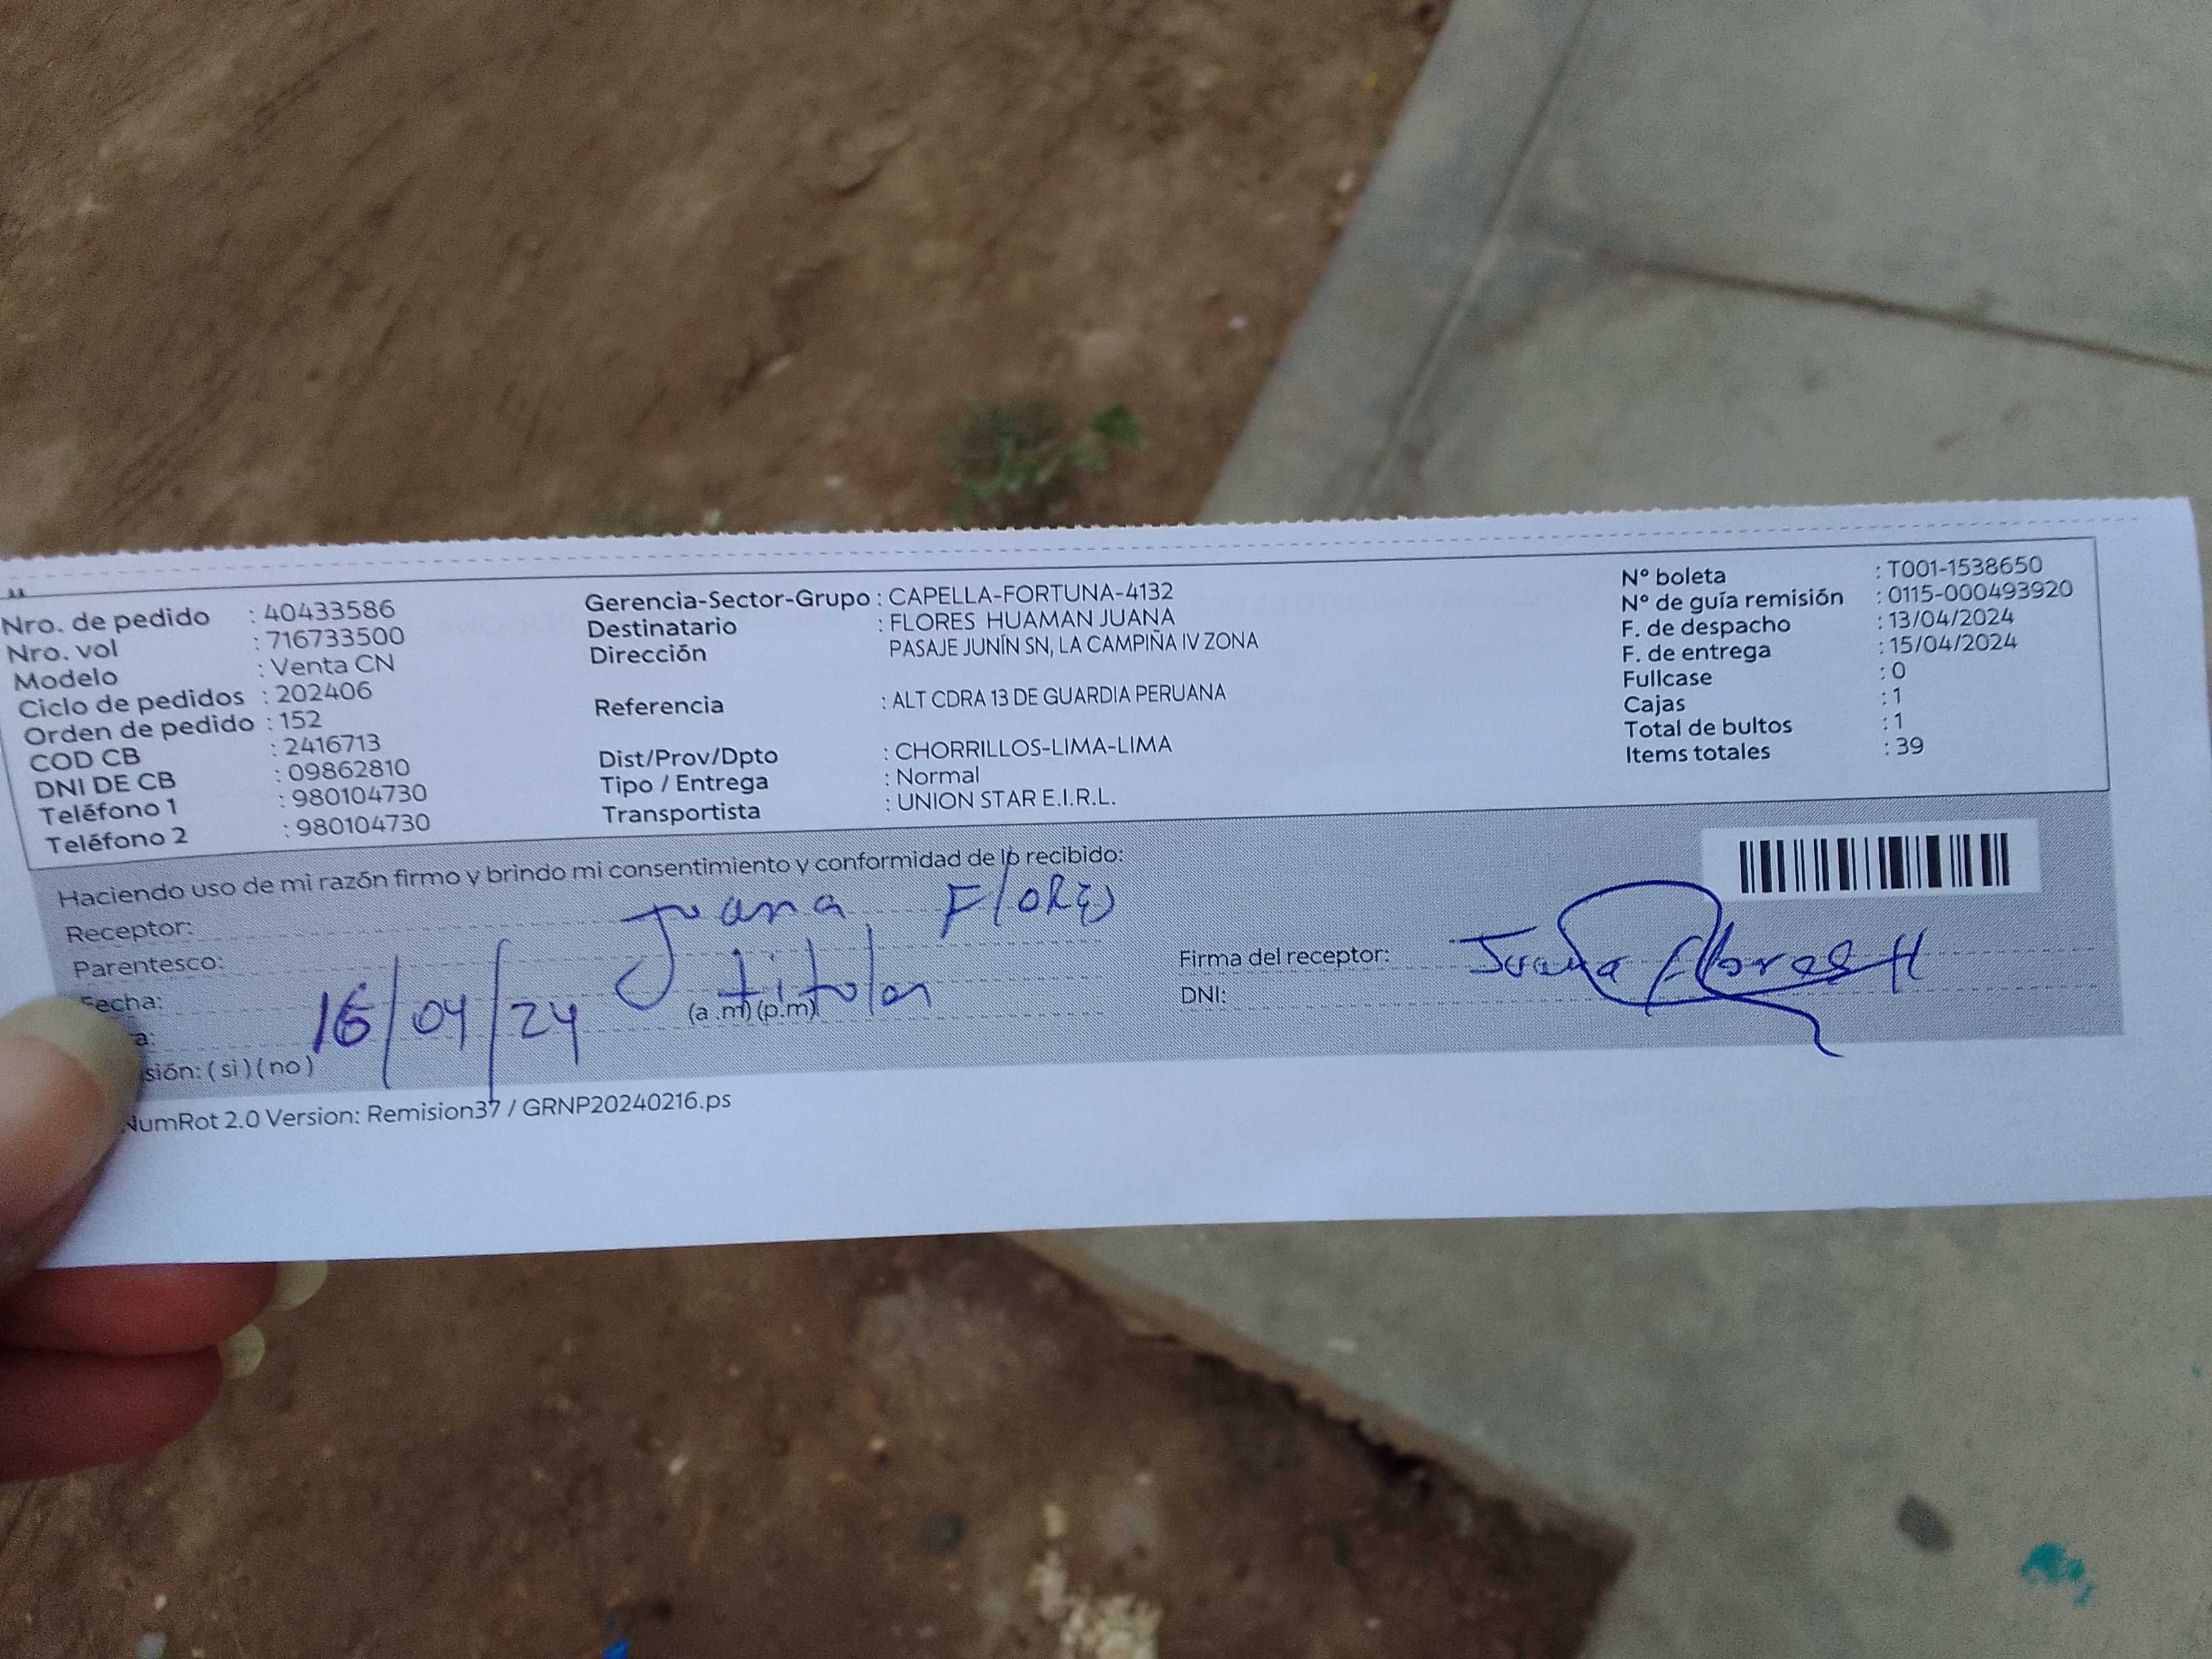 Nro. de pedido : 40433586
Nro. vol : 716733500
Modelo : Venta CN
Ciclo de pedidos : 202406
Orden de pedido : 152
COD CB : 2416713
DNI DE CB : 09862810
Teléfono 1 : 980104730
Teléfono 2 : 980104730
Gerencia-Sector-Grupo : CAPELLA-FORTUNA-4132
Destinatario : FLORES HUAMAN JUANA
Dirección PASAJE JUNÍN SN, LA CAMPIÑA IV ZONA
Referencia : ALT CDRA 13 DE GUARDIA PERUANA
Dist/Prov/Dpto : CHORRILLOS-LIMA-LIMA
Tipo / Entrega : Normal
Transportista : UNION STAR E.I.R.L.
N° boleta : T001-1538650
N° de guía remisión : 0115-000493920
F. de despacho : 13/04/2024
F. de entrega : 15/04/2024
Fullcase : 0
Cajas : 1
Total de bultos : 1
Items totales : 39
Haciendo uso de mi razón firmo y brindo mi consentimiento y conformidad de lo recibido:
Receptor: Juana Flores
Parentesco: titular
Fecha: 16/04/24
(a.m) (p.m)
(si) (no)
Firma del receptor: Juana Flores H
DNI:
NumRot 2.0 Version: Remision37 / GRNP20240216.ps